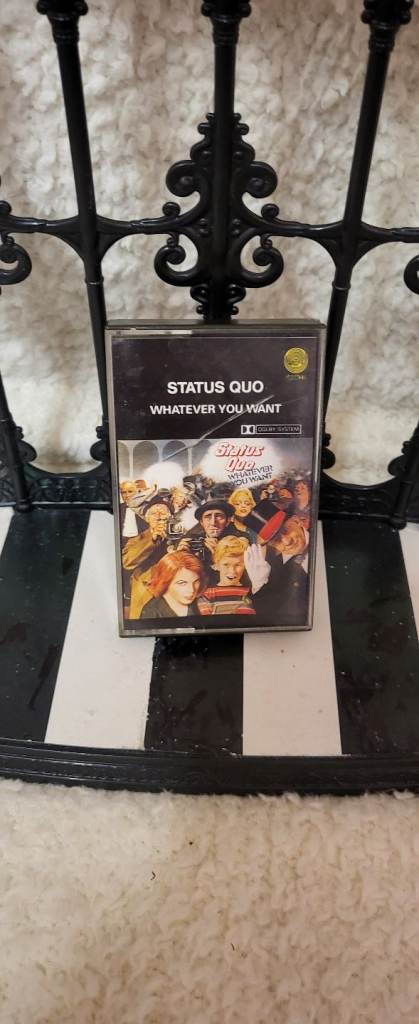 STATUS QUO
WHATEVER YOU WANT
DOLBY SYSTEM
Status
Quo
WHATEVER
YOU WANT